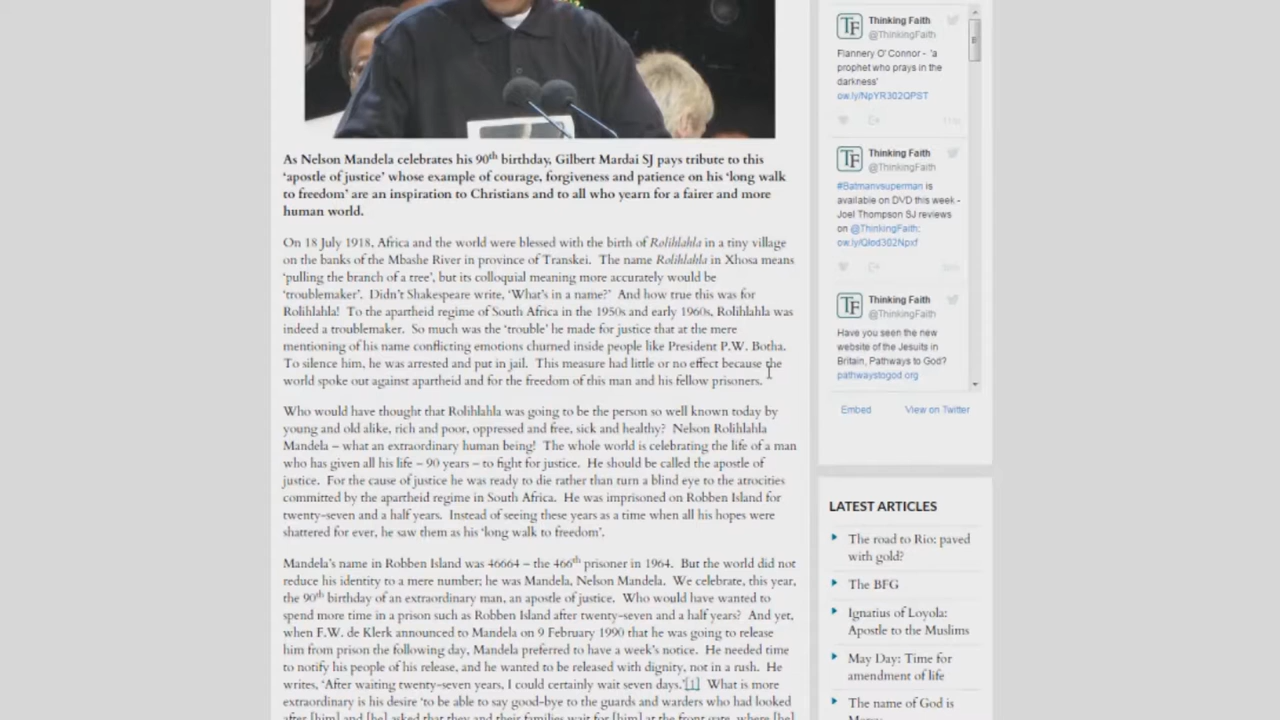 As Nelson Mandela celebrates his 90th birthday, Gilbert Mardai SJ pays tribute to this
‘apostle of justice’ whose example of courage, forgiveness and patience on his ‘long walk
to freedom’ are an inspiration to Christians and to all who yearn for a fairer and more
human world.
On 18 July 1918, Africa and the world were blessed with the birth of Rolihlahla in a tiny village
on the banks of the Mbashe River in province of Transkei. The name Rolihlahla in Xhosa means
‘pulling the branch of a tree’, but its colloquial meaning more accurately would be
‘troublemaker’. Didn’t Shakespeare write, ‘What’s in a name?’ And how true this was for
Rolihlahla! To the apartheid regime of South Africa in the 1950s and early 1960s, Rolihlahla was
indeed a troublemaker. So much was the ‘trouble’ he made for justice that at the mere
mentioning of his name conflicting emotions churned inside people like President P.W. Botha.
To silence him, he was arrested and put in jail. This measure had little or no effect because the
world spoke out against apartheid and for the freedom of this man and his fellow prisoners.
Who would have thought that Rolihlahla was going to be the person so well known today by
young and old alike, rich and poor, oppressed and free, sick and healthy? Nelson Rolihlahla
Mandela – what an extraordinary human being! The whole world is celebrating the life of a man
who has given all his life – 90 years – to fight for justice. He should be called the apostle of
justice. For the cause of justice he was ready to die rather than turn a blind eye to the atrocities
committed by the apartheid regime in South Africa. He was imprisoned on Robben Island for
twenty-seven and a half years. Instead of seeing these years as a time when all his hopes were
shattered for ever, he saw them as his ‘long walk to freedom’.
Mandela’s name in Robben Island was 46664 – the 466th prisoner in 1964. But the world did not
reduce his identity to a mere number; he was Mandela, Nelson Mandela. We celebrate, this year,
the 90th birthday of an extraordinary man, an apostle of justice. Who would have wanted to
spend more time in a prison such as Robben Island after twenty-seven and a half years? And yet,
when F.W. de Klerk announced to Mandela on 9 February 1990 that he was going to release
him from prison the following day, Mandela preferred to have a week’s notice. He needed time
to notify his people of his release, and he wanted to be released with dignity, not in a rush. He
writes, ‘After waiting twenty-seven years, I could certainly wait seven days.’[1] What is more
extraordinary is his desire ‘to be able to say good-bye to the guards and warders who had looked
after [him] and [he] asked that they and their families wait for [him] at the front gate, where [he]
TF
Thinking Faith
@ThinkingFaith
Flannery O' Connor - 'a
prophet who prays in the
darkness'
ow.ly/NpYR302QPST
TF
Thinking Faith
@ThinkingFaith
#Batmanvsuperman is
available on DVD this week -
Joel Thompson SJ reviews
on @ThinkingFaith:
ow.ly/Qlod302Npxf
TF
Thinking Faith
@ThinkingFaith
Have you seen the new
website of the Jesuits in
Britain, Pathways to God?
pathwaystogod.org
Embed
View on Twitter
LATEST ARTICLES
The road to Rio: paved
with gold?
The BFG
Ignatius of Loyola:
Apostle to the Muslims
May Day: Time for
amendment of life
The name of God is